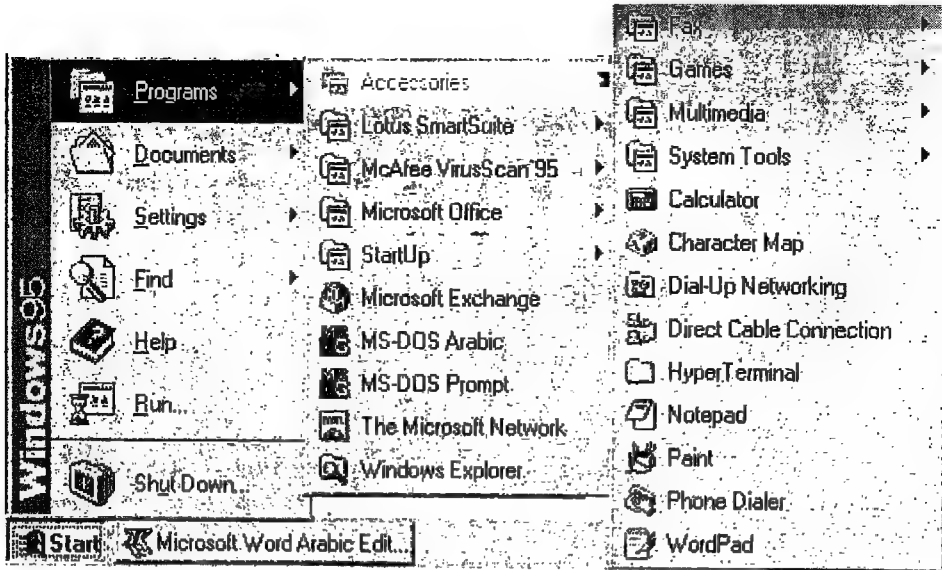 Windows95
Programs
Documents
Settings
Find
Help
Run...
Shut Down...
Start
Microsoft Word Arabic Edit...
Accessories
Lotus SmartSuite
McAfee VirusScan'95
Microsoft Office
StartUp
Microsoft Exchange
MS-DOS Arabic
MS-DOS Prompt
The Microsoft Network
Windows Explorer
Fax
Games
Multimedia
System Tools
Calculator
Character Map
Dial-Up Networking
Direct Cable Connection
HyperTerminal
Notepad
Paint
Phone Dialer
WordPad